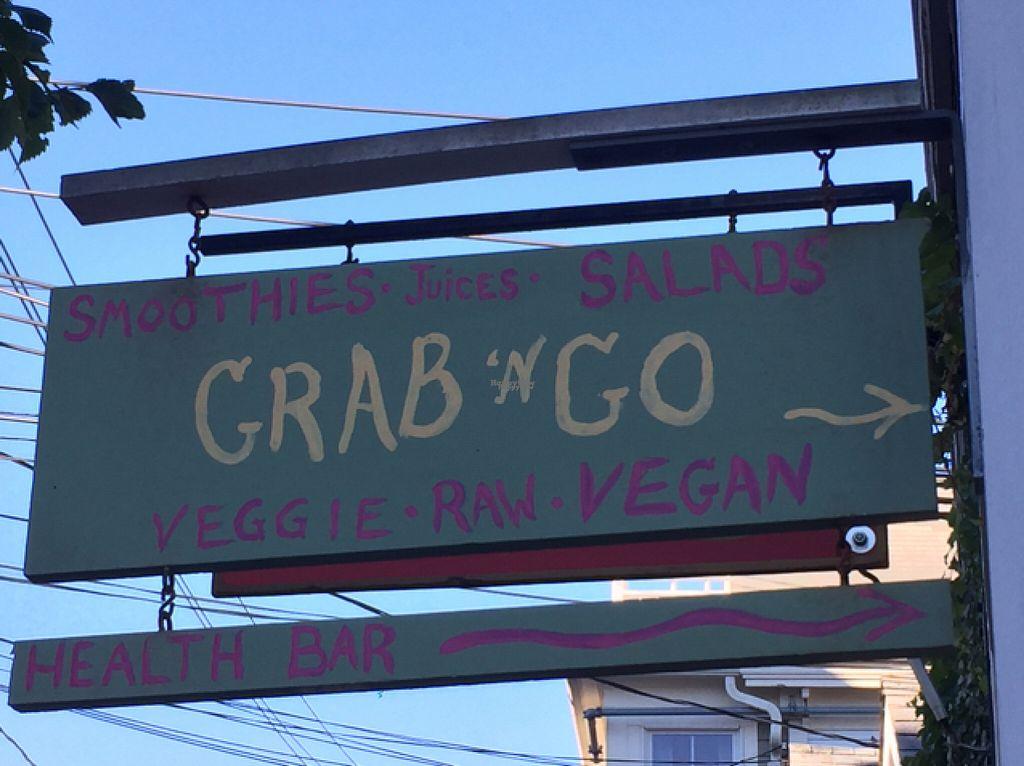 SMOOTHIES · JUICES · SALADS
GRAB 'N GO
VEGGIE · RAW · VEGAN
HEALTH BAR